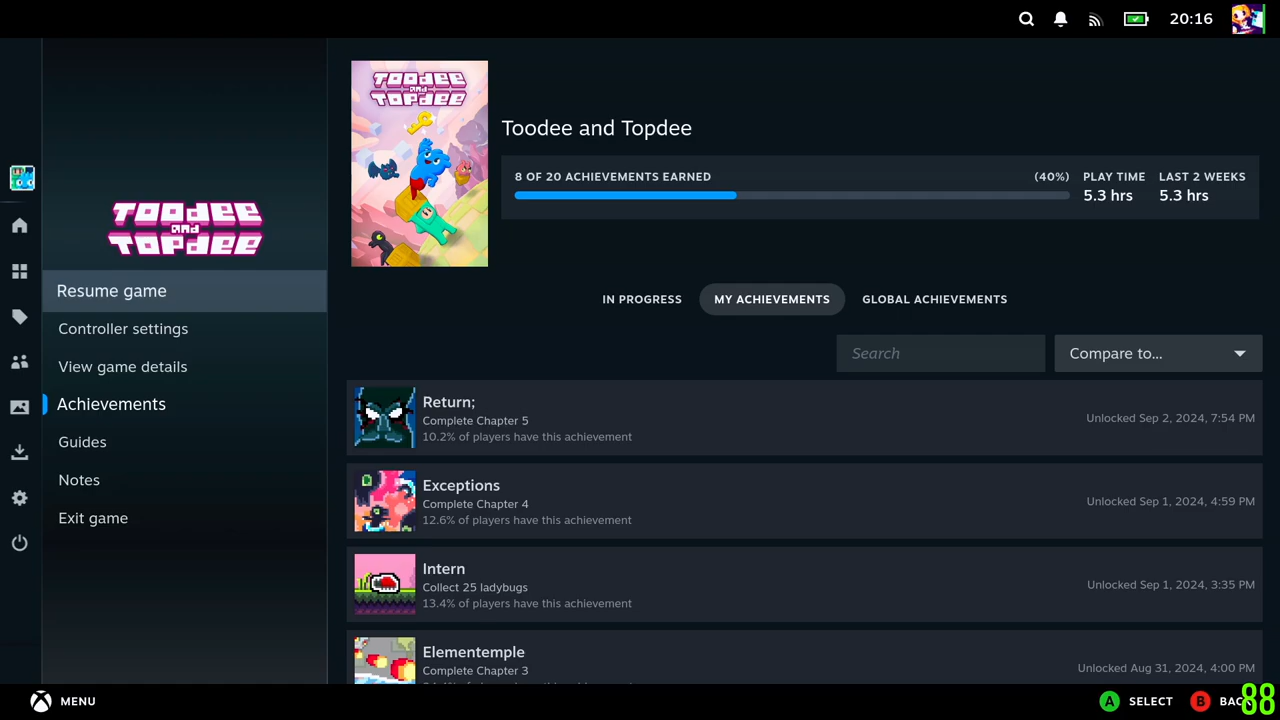 20:16
TOODEE
and
TOPDEE
Toodee and Topdee
8 OF 20 ACHIEVEMENTS EARNED (40%) PLAY TIME LAST 2 WEEKS
5.3 hrs 5.3 hrs
TOODEE
and
TOPDEE
Resume game
Controller settings
View game details
Achievements
Guides
Notes
Exit game
IN PROGRESS MY ACHIEVEMENTS GLOBAL ACHIEVEMENTS
Search Compare to...
Return;
Complete Chapter 5
10.2% of players have this achievement
Unlocked Sep 2, 2024, 7:54 PM
Exceptions
Complete Chapter 4
12.6% of players have this achievement
Unlocked Sep 1, 2024, 4:59 PM
Intern
Collect 25 ladybugs
13.4% of players have this achievement
Unlocked Sep 1, 2024, 3:35 PM
Elementemple
Complete Chapter 3
Unlocked Aug 31, 2024, 4:00 PM
MENU
A SELECT B BAC
88